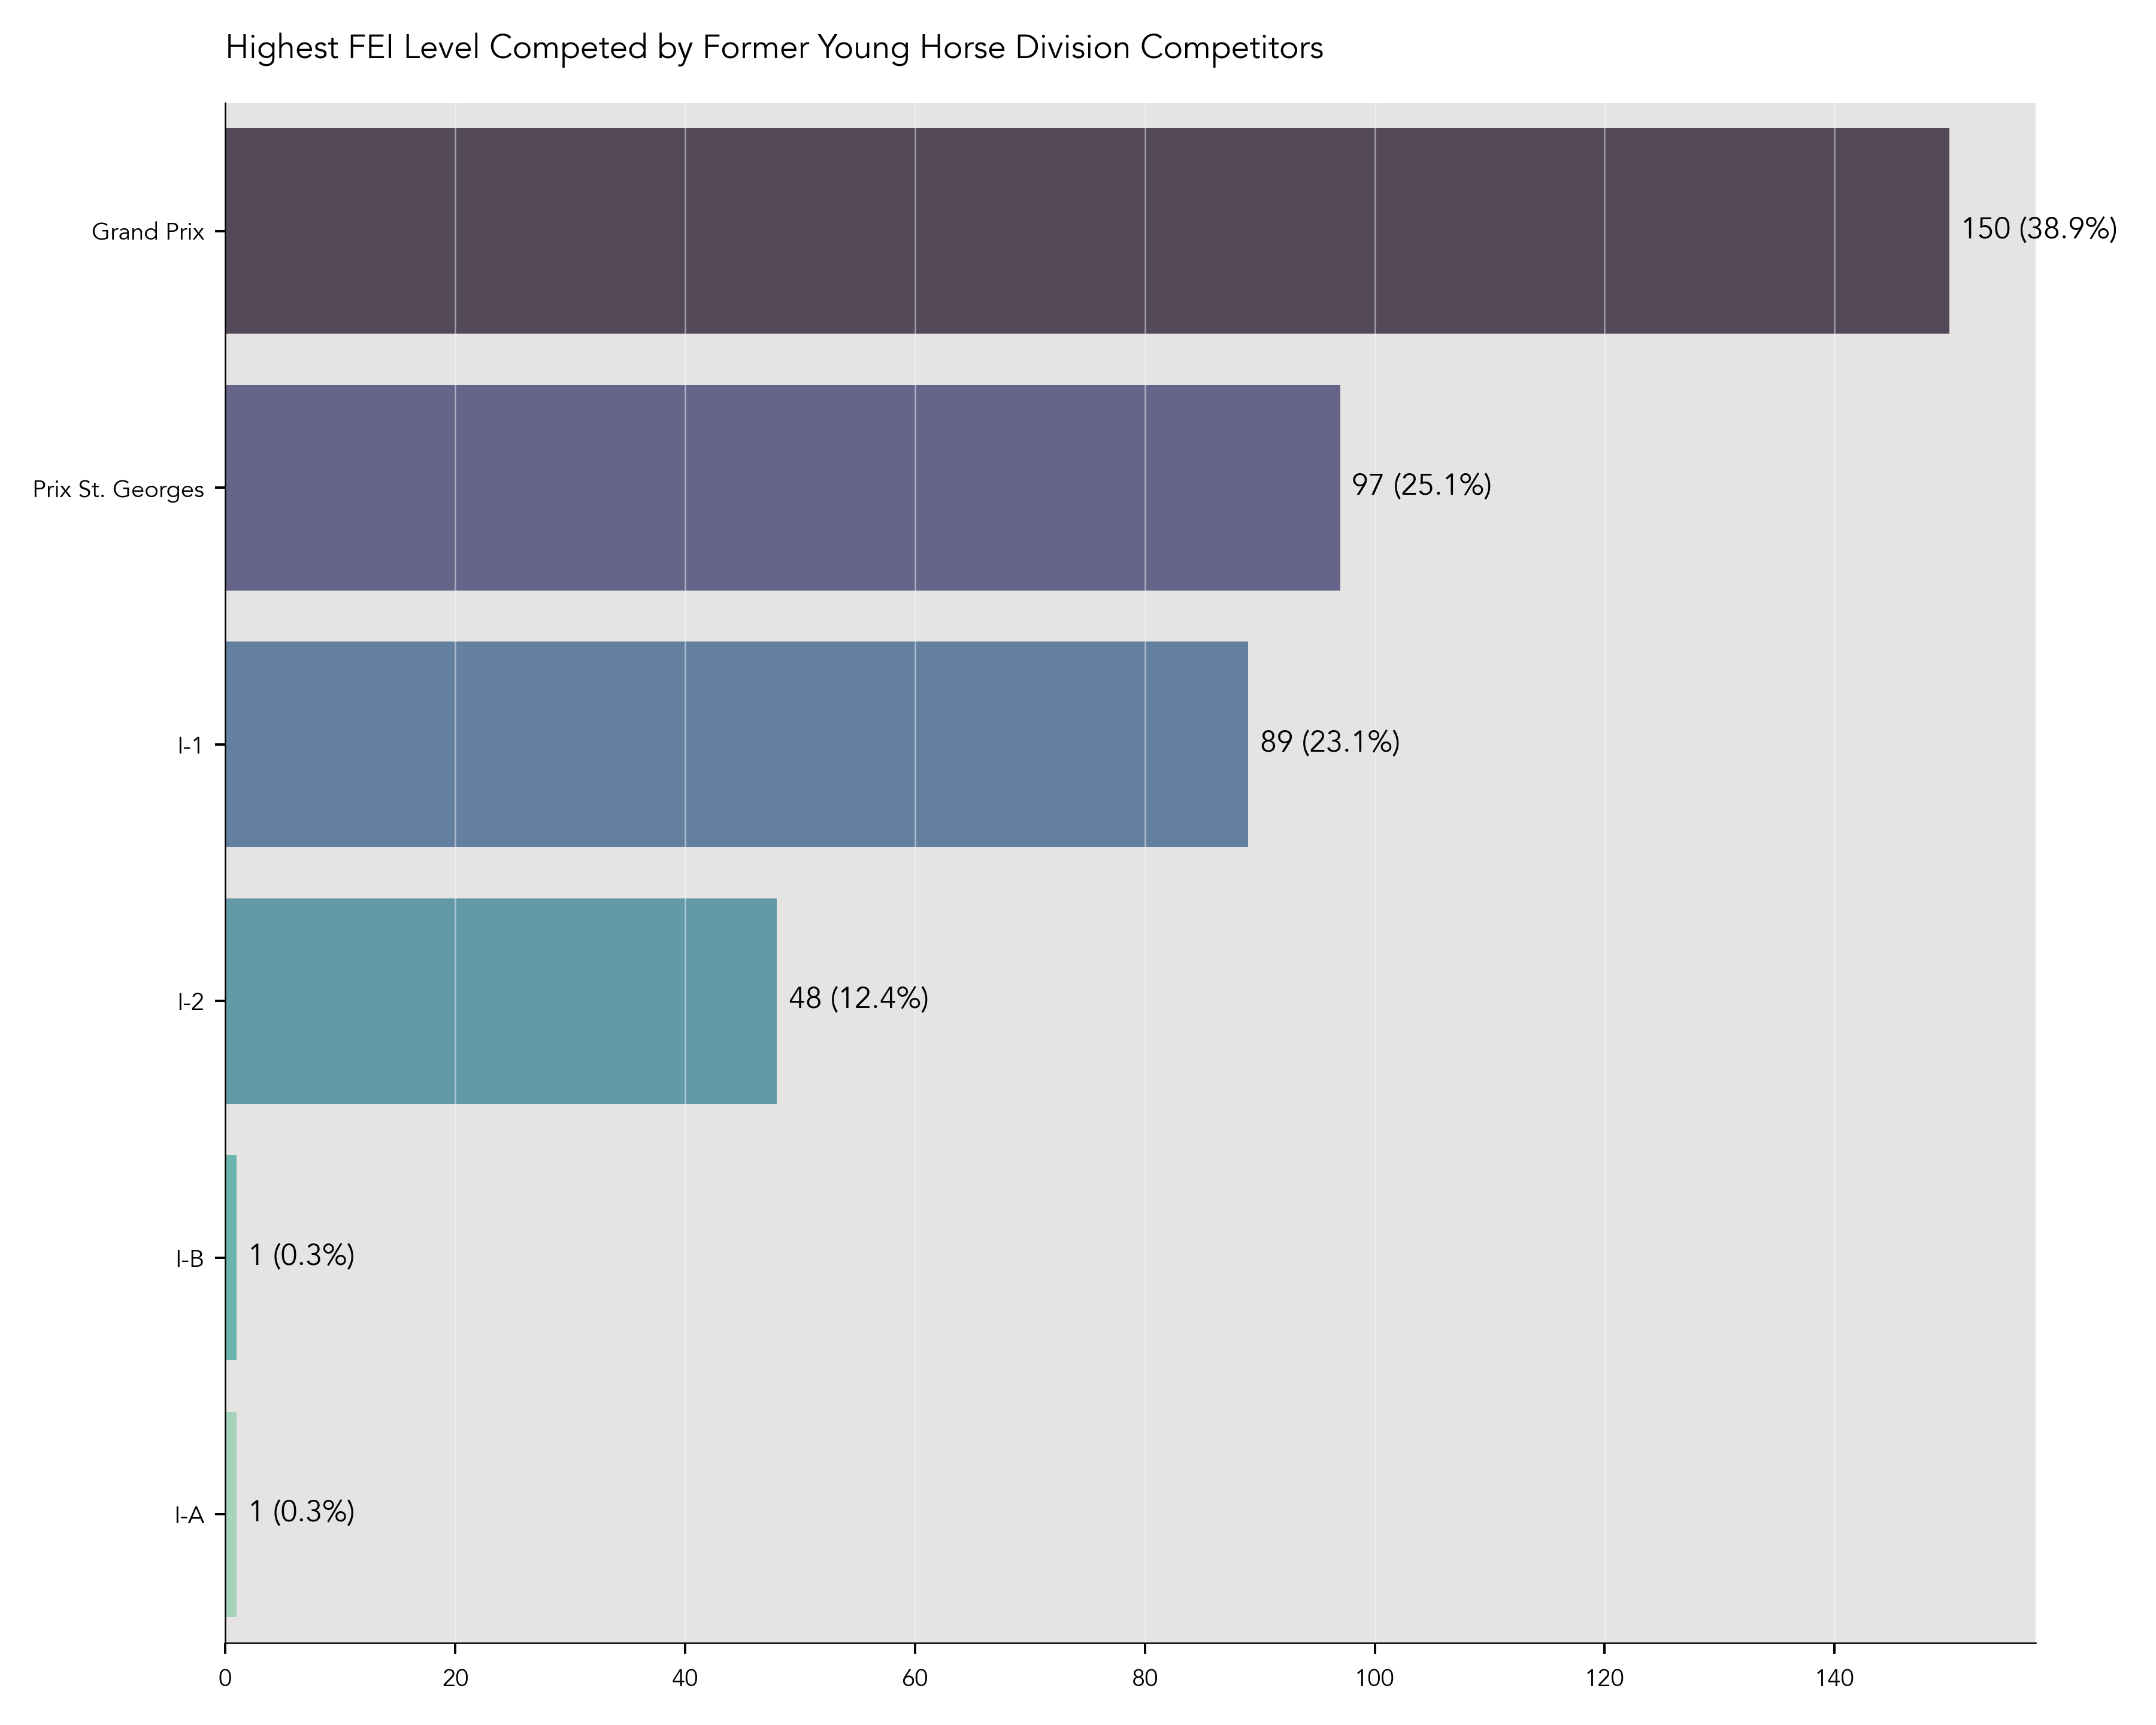 Highest FEI Level Competed by Former Young Horse Division Competitors
Grand Prix
150 (38.9%)
Prix St. Georges
97 (25.1%)
I-1
89 (23.1%)
I-2
48 (12.4%)
I-B
1 (0.3%)
I-A
1 (0.3%)
0 20 40 60 80 100 120 140